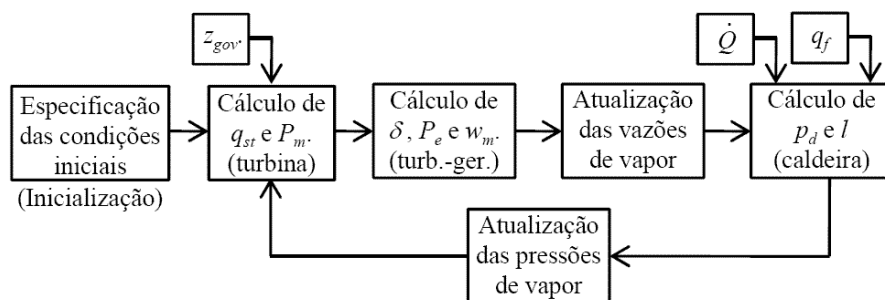 z_gov.
Q̇
q_f
Especificação
das condições
iniciais
(Inicialização)
Cálculo de
q_st e P_m.
(turbina)
Cálculo de
δ, P_e e w_m.
(turb.-ger.)
Atualização
das vazões
de vapor
Cálculo de
p_d e l
(caldeira)
Atualização
das pressões
de vapor